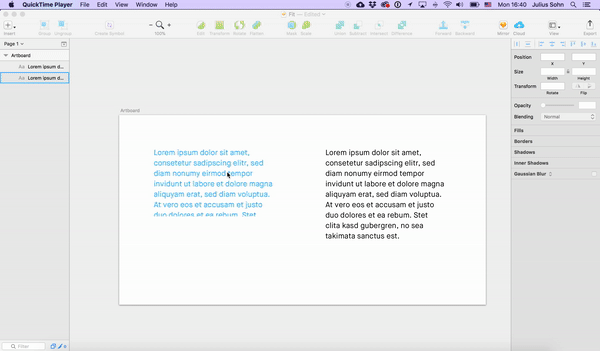 QuickTime Player File Edit View Window Help
Mon 16:40 Julius Sohn
Fit — Edited
Insert Group Ungroup Create Symbol 100% Edit Transform Rotate Flatten Mask Scale Union Subtract Intersect Difference Forward Backward Mirror Cloud View Export
Page 1
Artboard
Lorem ipsum d...
Lorem ipsum d...
Filter
Artboard
Lorem ipsum dolor sit amet,
consetetur sadipscing elitr, sed
diam nonumy eirmod tempor
invidunt ut labore et dolore magna
aliquyam erat, sed diam voluptua.
At vero eos et accusam et justo
duo dolores et ea rebum. Stet
Lorem ipsum dolor sit amet,
consetetur sadipscing elitr, sed
diam nonumy eirmod tempor
invidunt ut labore et dolore magna
aliquyam erat, sed diam voluptua.
At vero eos et accusam et justo
duo dolores et ea rebum. Stet
clita kasd gubergren, no sea
takimata sanctus est.
Position
X Y
Size
Width Height
Transform
Rotate Flip
Opacity
Blending Normal
Fills
Borders
Shadows
Inner Shadows
Gaussian Blur